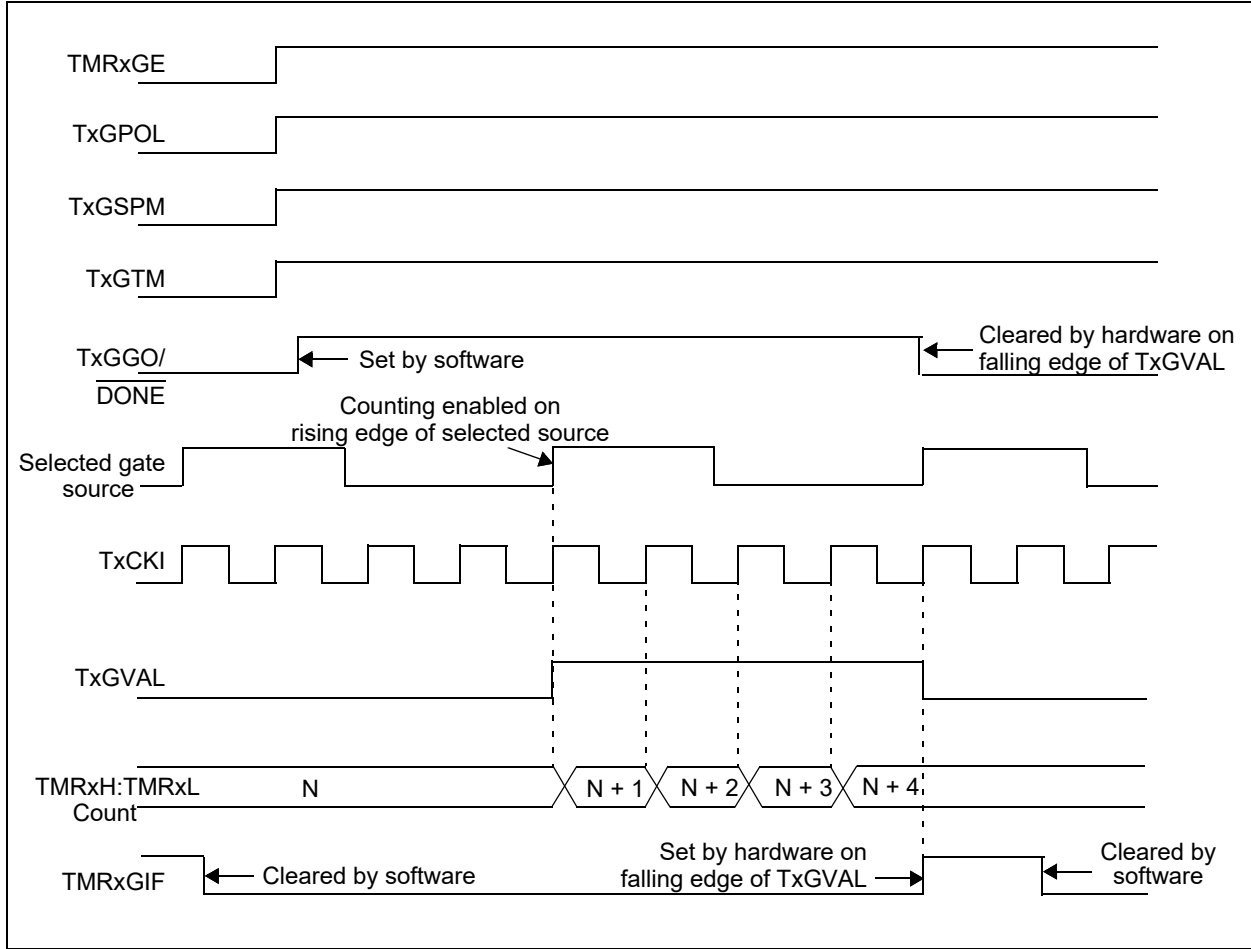 TMRxGE
TxGPOL
TxGSPM
TxGTM
TxGGO/
DONE
Set by software
Cleared by hardware on
falling edge of TxGVAL
Counting enabled on
rising edge of selected source
Selected gate
source
TxCKI
TxGVAL
TMRxH:TMRxL
Count
N
N + 1
N + 2
N + 3
N + 4
TMRxGIF
Cleared by software
Set by hardware on
falling edge of TxGVAL
Cleared by
software